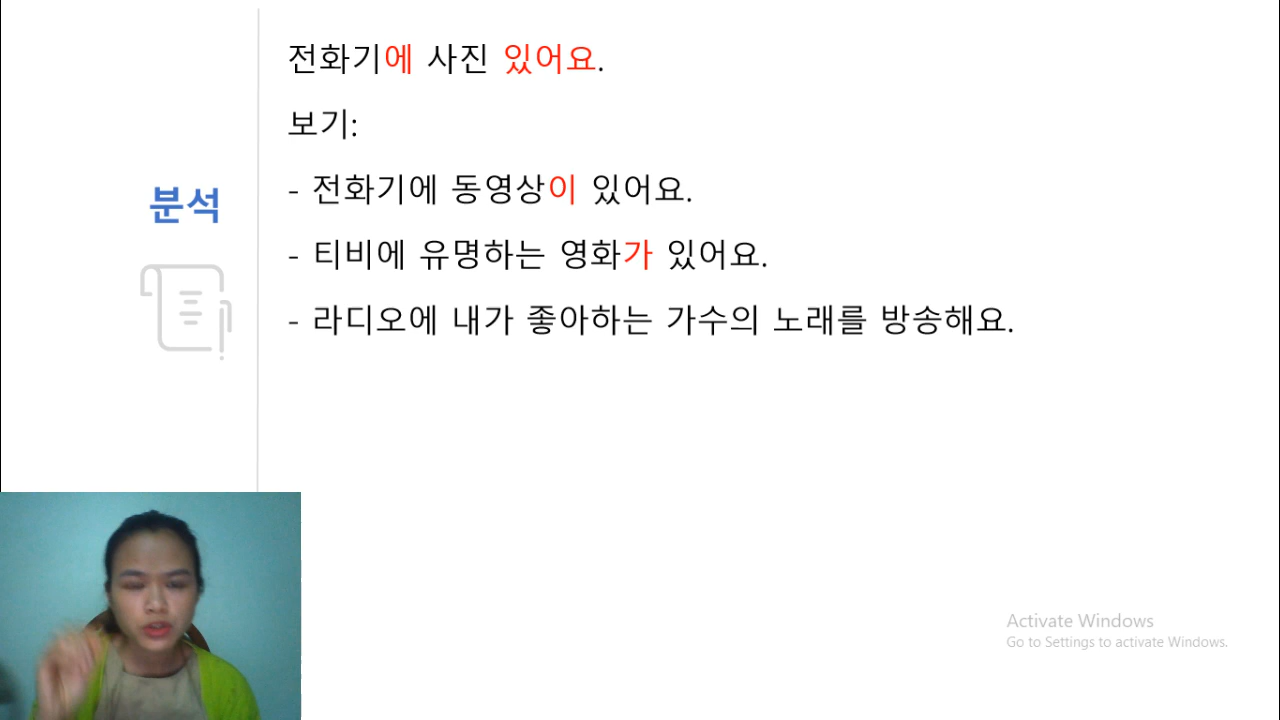 전화기에 사진 있어요.
보기:
- 전화기에 동영상이 있어요.
분석
- 티비에 유명하는 영화가 있어요.
- 라디오에 내가 좋아하는 가수의 노래를 방송해요.
Activate Windows
Go to Settings to activate Windows.